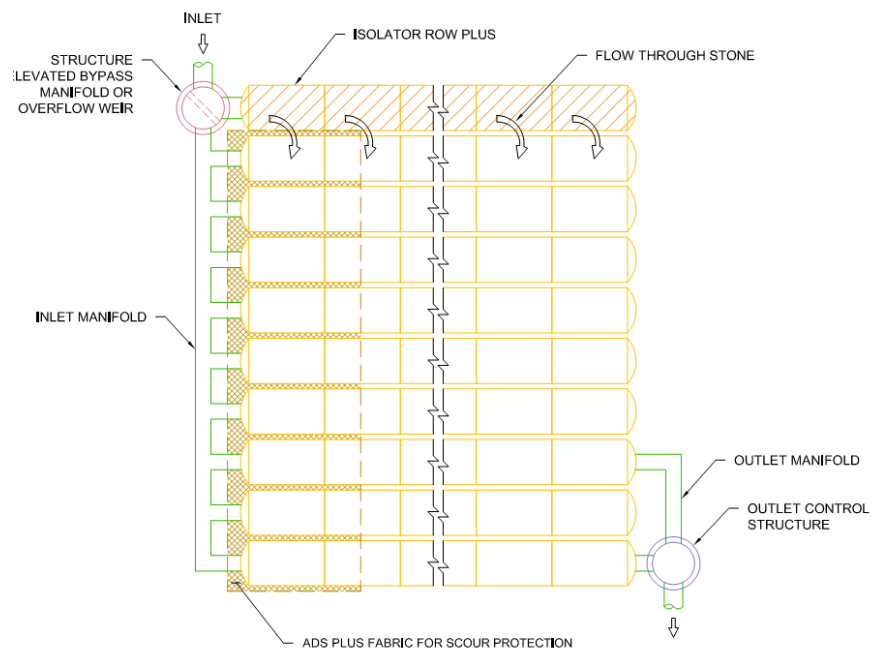 INLET
ISOLATOR ROW PLUS
STRUCTURE
ELEVATED BYPASS
MANIFOLD OR
OVERFLOW WEIR
FLOW THROUGH STONE
INLET MANIFOLD
OUTLET MANIFOLD
OUTLET CONTROL
STRUCTURE
ADS PLUS FABRIC FOR SCOUR PROTECTION